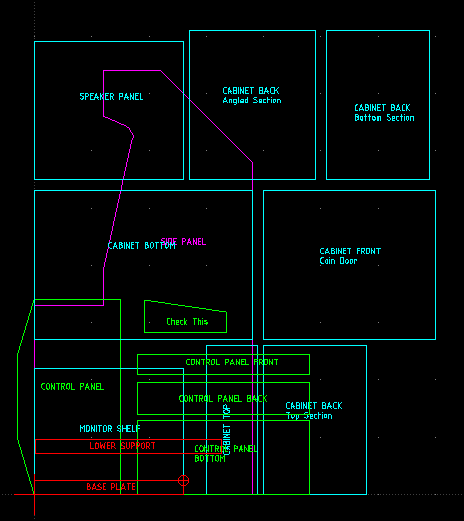 SPEAKER PANEL
CABINET BACK
Angled Section
CABINET BACK
Bottom Section
CABINET BOTTOM
SIDE PANEL
CABINET FRONT
Coin Door
Check This
CONTROL PANEL FRONT
CONTROL PANEL
CONTROL PANEL BACK
CABINET BACK
Top Section
CABINET TOP
MONITOR SHELF
LOWER SUPPORT
CONTROL PANEL
BOTTOM
BASE PLATE